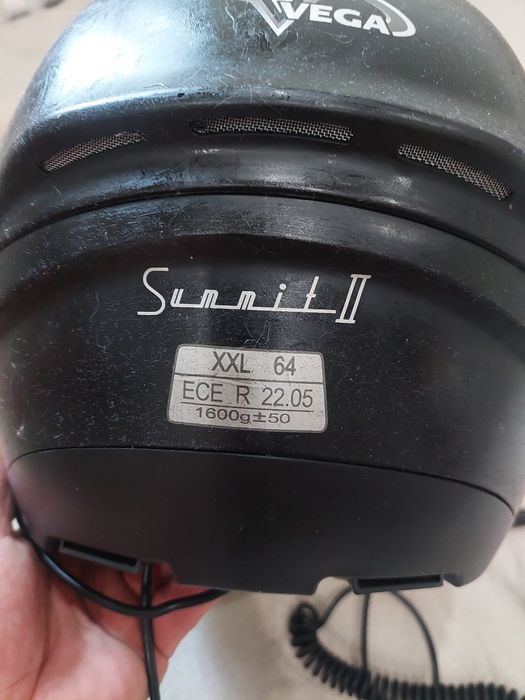 VEGA
Summit II
XXL 64
ECE R 22.05
1600g±50